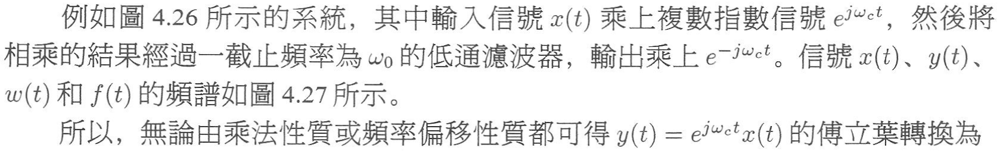 例如圖 4.26 所示的系統，其中輸入信號 x(t) 乘上複數指數信號 e^{jω_c t}，然後將
相乘的結果經過一截止頻率為 ω₀ 的低通濾波器，輸出乘上 e^{-jω_c t}。信號 x(t)、y(t)、
w(t) 和 f(t) 的頻譜如圖 4.27 所示。
所以，無論由乘法性質或頻率偏移性質都可得 y(t) = e^{jω_c t}x(t) 的傅立葉轉換為